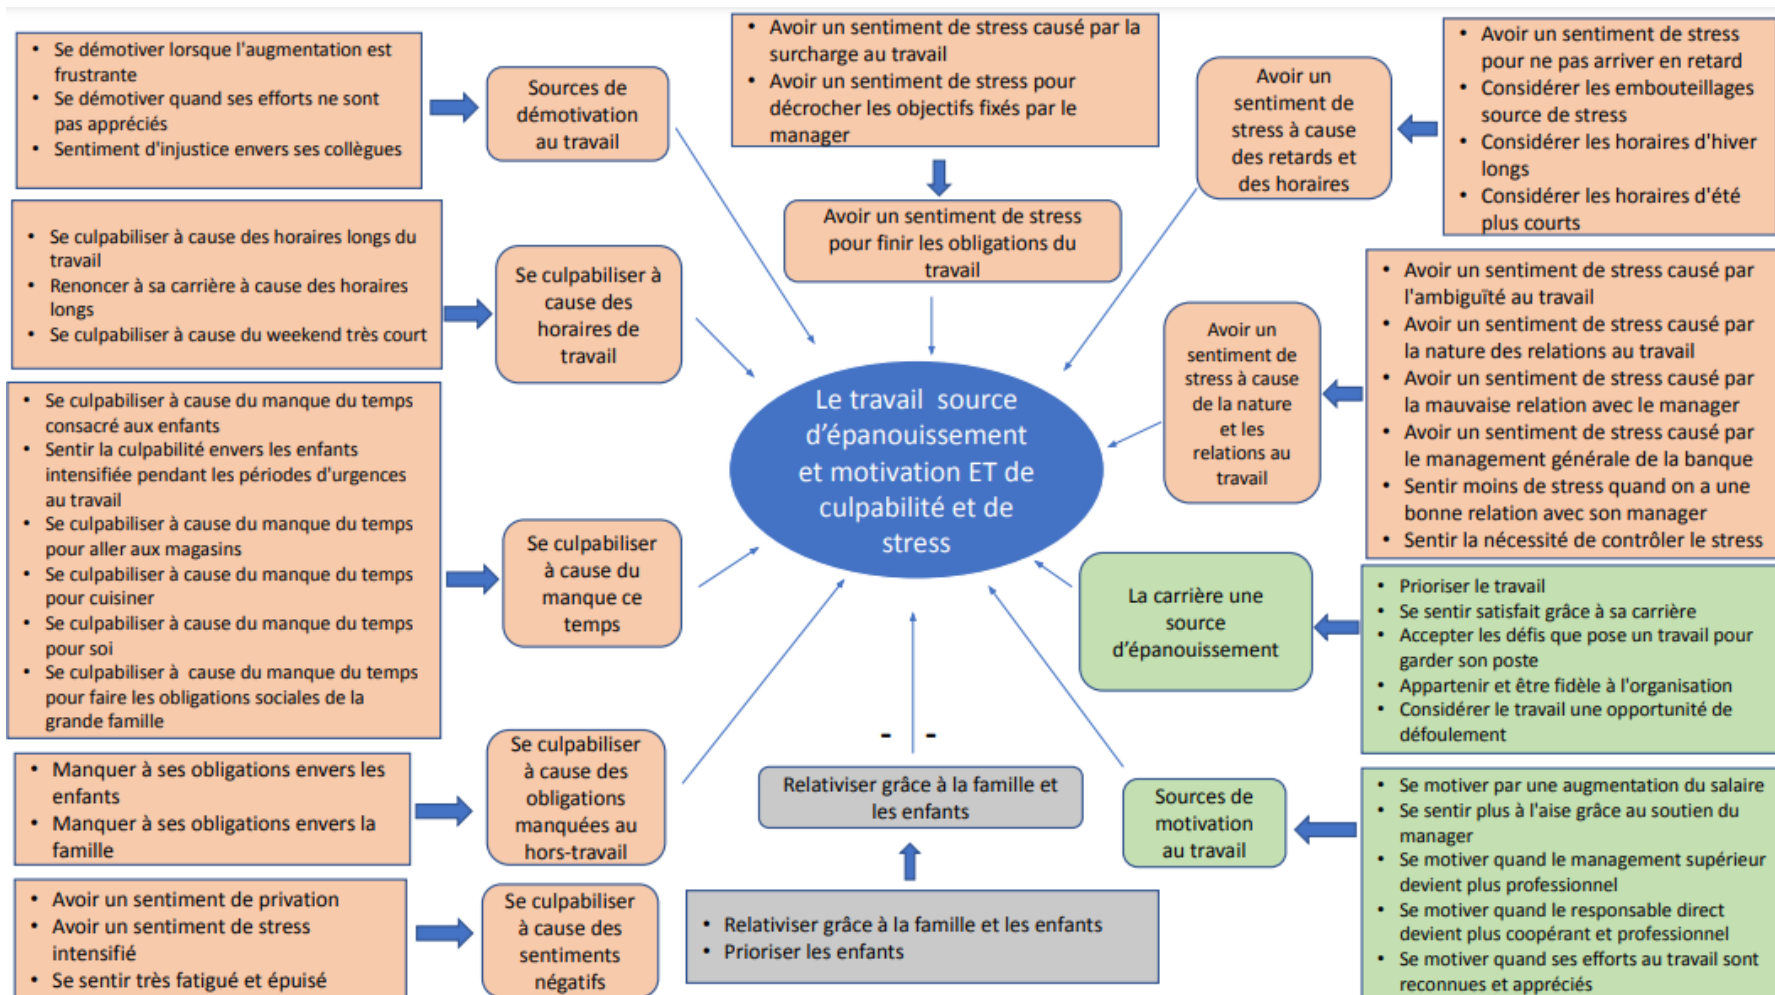 • Se démotiver lorsque l'augmentation est
frustrante
• Se démotiver quand ses efforts ne sont
pas appréciés
• Sentiment d'injustice envers ses collègues
Sources de
démotivation
au travail
• Avoir un sentiment de stress causé par la
surcharge au travail
• Avoir un sentiment de stress pour
décrocher les objectifs fixés par le
manager
Avoir un sentiment de stress
pour finir les obligations du
travail
Avoir un
sentiment de
stress à cause
des retards et
des horaires
• Avoir un sentiment de stress
pour ne pas arriver en retard
• Considérer les embouteillages
source de stress
• Considérer les horaires d'hiver
longs
• Considérer les horaires d'été
plus courts
• Se culpabiliser à cause des horaires longs du
travail
• Renoncer à sa carrière à cause des horaires
longs
• Se culpabiliser à cause du weekend très court
Se culpabiliser à
cause des
horaires de
travail
Avoir un
sentiment de
stress à cause
de la nature
et les
relations au
travail
• Avoir un sentiment de stress causé par
l'ambiguïté au travail
• Avoir un sentiment de stress causé par
la nature des relations au travail
• Avoir un sentiment de stress causé par
la mauvaise relation avec le manager
• Avoir un sentiment de stress causé par
le management générale de la banque
• Sentir moins de stress quand on a une
bonne relation avec son manager
• Sentir la nécessité de contrôler le stress
Le travail source
d'épanouissement
et motivation ET de
culpabilité et de
stress
• Se culpabiliser à cause du manque du temps
consacré aux enfants
• Sentir la culpabilité envers les enfants
intensifiée pendant les périodes d'urgences
au travail
• Se culpabiliser à cause du manque du temps
pour aller aux magasins
• Se culpabiliser à cause du manque du temps
pour cuisiner
• Se culpabiliser à cause du manque du temps
pour soi
• Se culpabiliser à cause du manque du temps
pour faire les obligations sociales de la
grande famille
Se culpabiliser
à cause du
manque ce
temps
La carrière une
source
d'épanouissement
• Prioriser le travail
• Se sentir satisfait grâce à sa carrière
• Accepter les défis que pose un travail pour
garder son poste
• Appartenir et être fidèle à l'organisation
• Considérer le travail une opportunité de
défoulement
• Manquer à ses obligations envers les
enfants
• Manquer à ses obligations envers la
famille
Se culpabiliser
à cause des
obligations
manquées au
hors-travail
- -
Relativiser grâce à la famille et
les enfants
Sources de
motivation
au travail
• Se motiver par une augmentation du salaire
• Se sentir plus à l'aise grâce au soutien du
manager
• Se motiver quand le management supérieur
devient plus professionnel
• Se motiver quand le responsable direct
devient plus coopérant et professionnel
• Se motiver quand ses efforts au travail sont
reconnues et appréciés
• Avoir un sentiment de privation
• Avoir un sentiment de stress
intensifié
• Se sentir très fatigué et épuisé
Se culpabiliser
à cause des
sentiments
négatifs
• Relativiser grâce à la famille et les enfants
• Prioriser les enfants